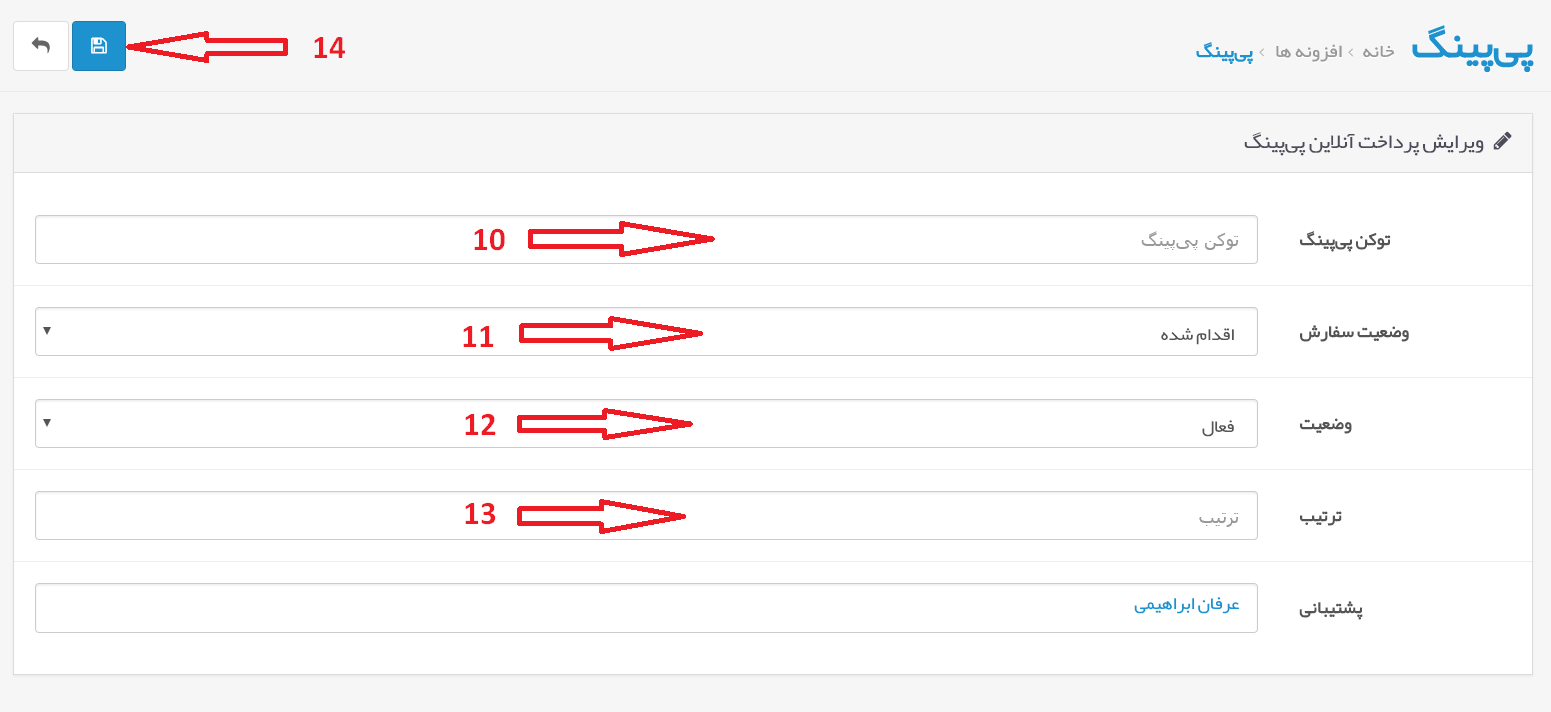 پی‌پینگ
خانه › افزونه ها › پی‌پینگ
14
ویرایش پرداخت آنلاین پی‌پینگ
توکن پی‌پینگ
توکن پی‌پینگ
10
وضعیت سفارش
اقدام شده
11
وضعیت
فعال
12
ترتیب
ترتیب
13
پشتیبانی
عرفان ابراهیمی